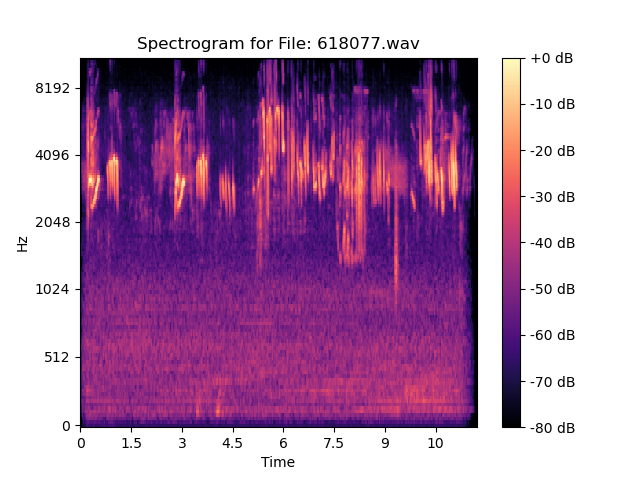 Spectrogram for File: 618077.wav
8192
4096
2048
1024
512
0
Hz
0 1.5 3 4.5 6 7.5 9 10
Time
+0 dB
-10 dB
-20 dB
-30 dB
-40 dB
-50 dB
-60 dB
-70 dB
-80 dB